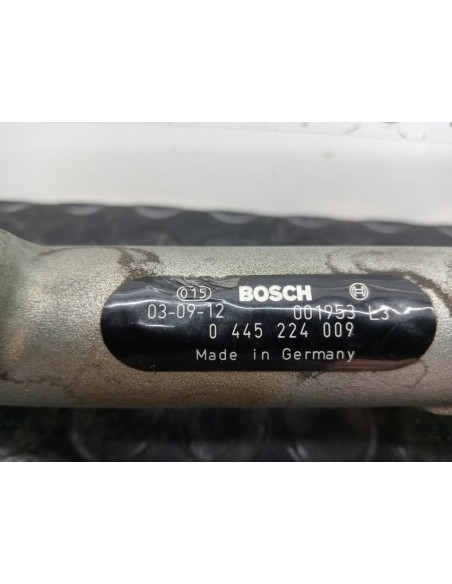 015 BOSCH
03-09-12 001953 L3
0 445 224 009
Made in Germany